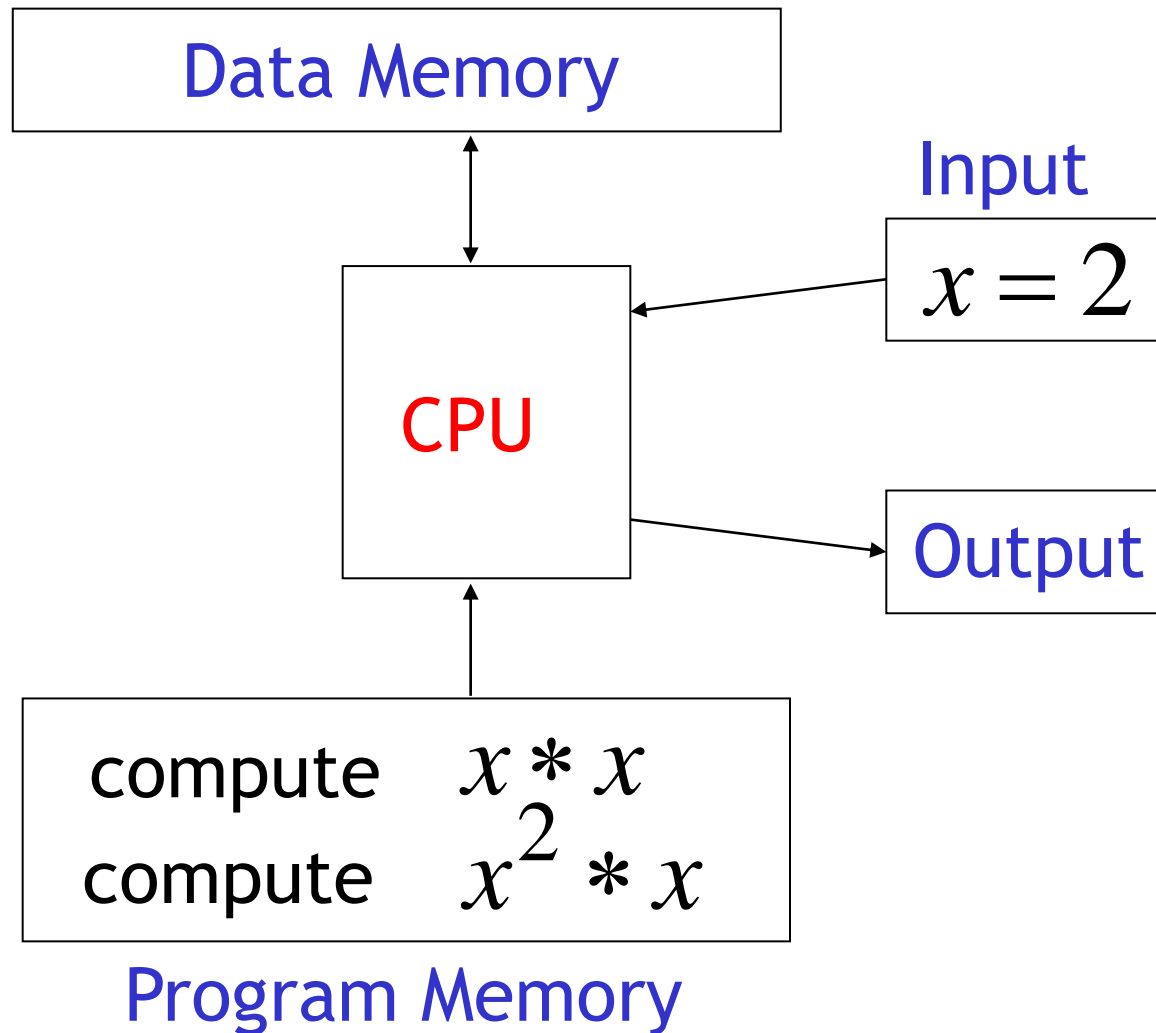 Data Memory
Input
x = 2
CPU
Output
compute x * x
compute x² * x
Program Memory